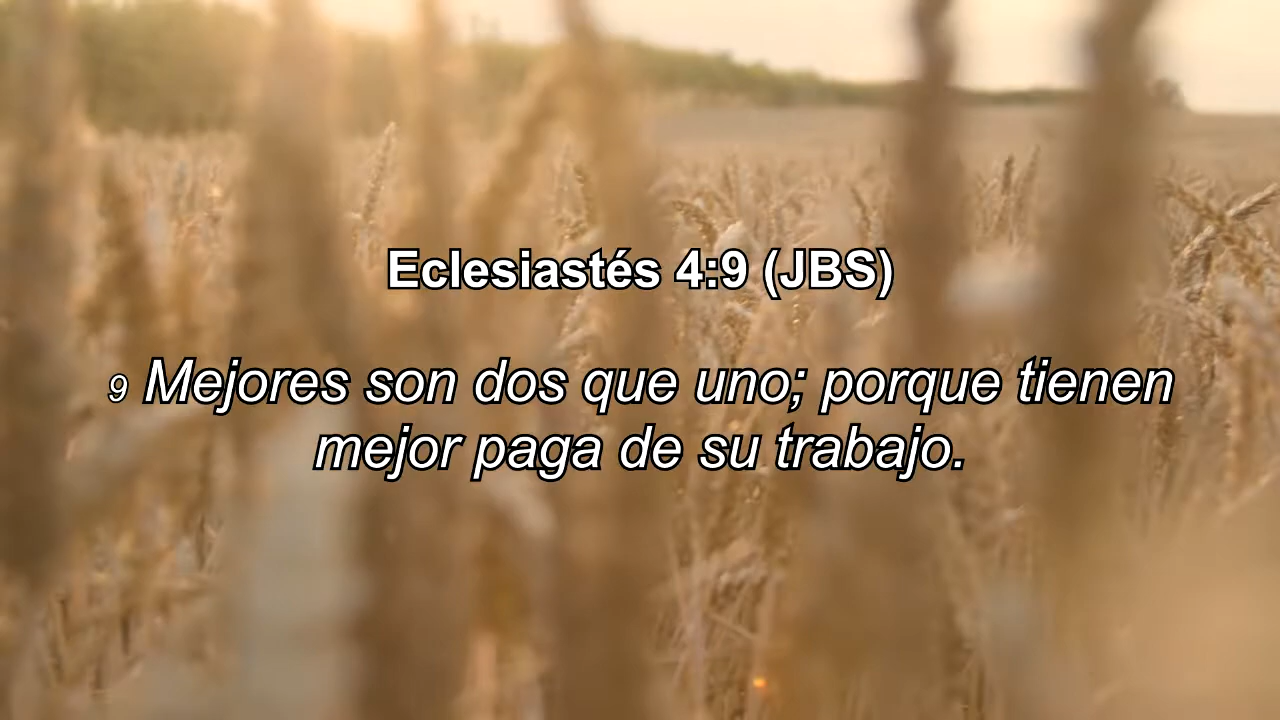 Eclesiastés 4:9 (JBS)
9 Mejores son dos que uno; porque tienen
mejor paga de su trabajo.